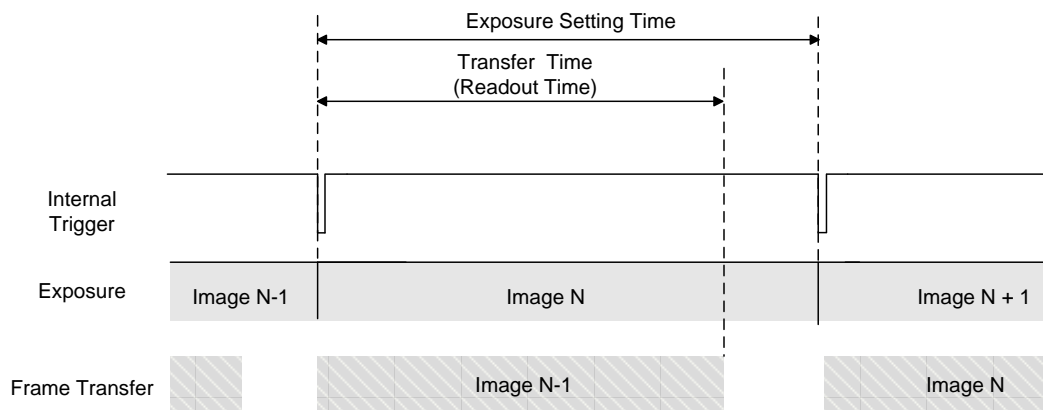 Exposure Setting Time
Transfer Time
(Readout Time)
Internal
Trigger
Exposure
Image N-1
Image N
Image N + 1
Frame Transfer
Image N-1
Image N